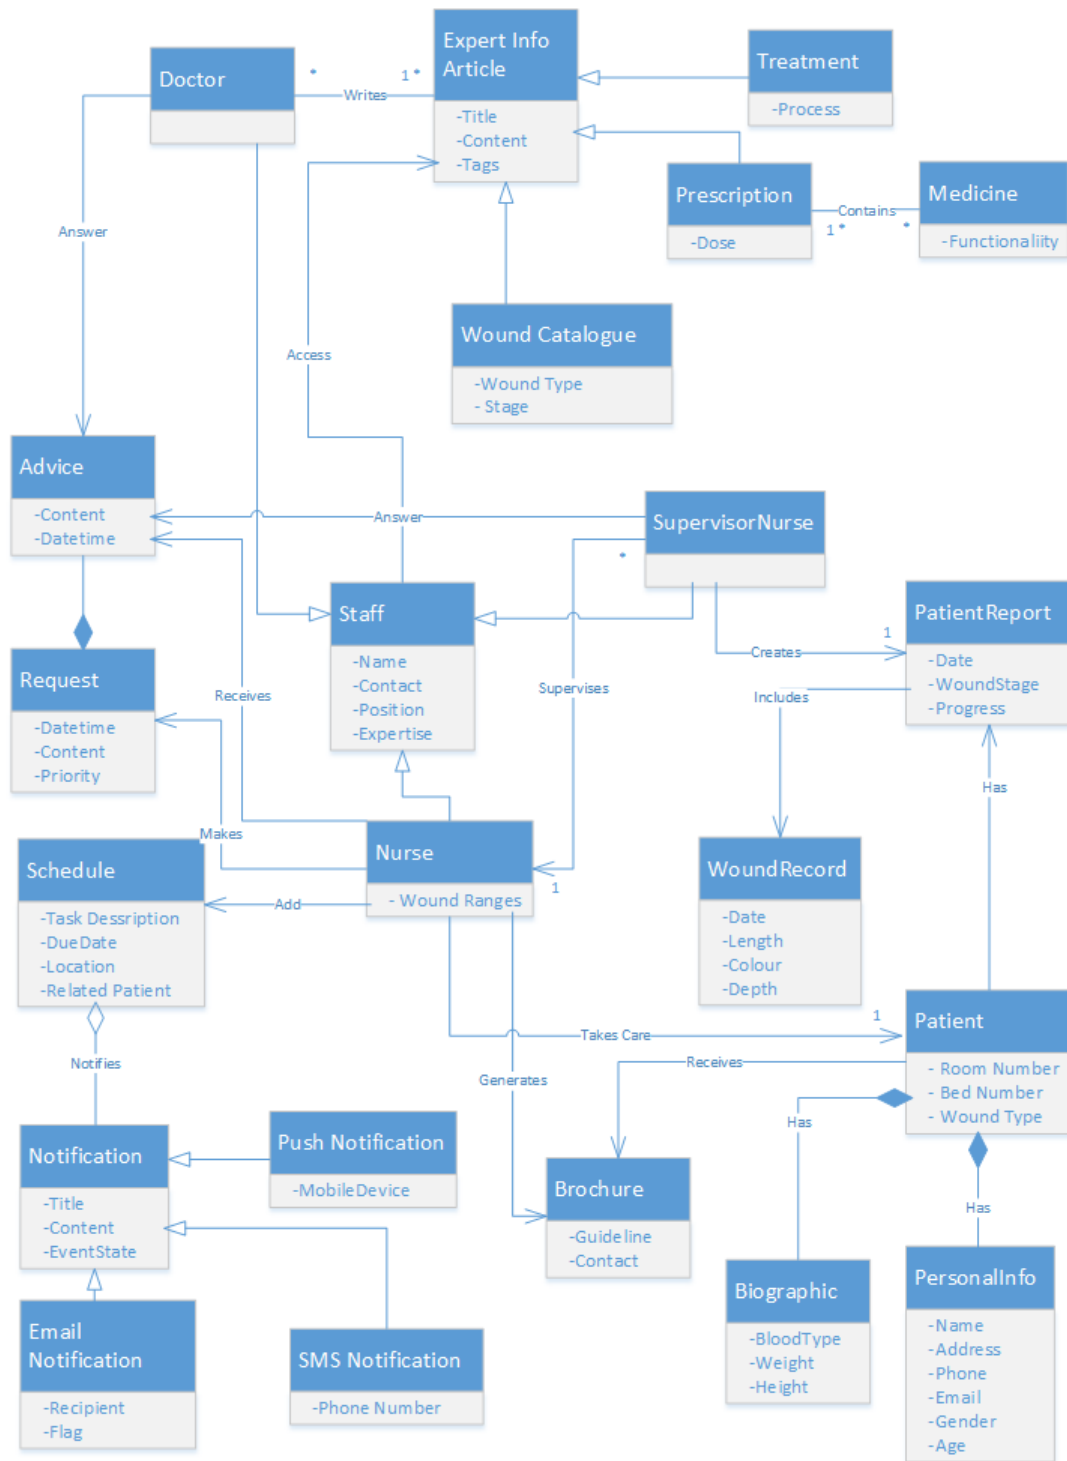 Expert Info
Article
-Title
-Content
-Tags
Doctor
*
1 *
Writes
Treatment
-Process
Prescription
-Dose
Contains
1 *
*
Medicine
-Functionaliity
Answer
Access
Wound Catalogue
-Wound Type
- Stage
Advice
-Content
-Datetime
Answer
SupervisorNurse
*
Staff
-Name
-Contact
-Position
-Expertise
Supervises
Creates
1
PatientReport
-Date
-WoundStage
-Progress
Includes
Request
-Datetime
-Content
-Priority
Receives
Makes
Has
Schedule
-Task Dessription
-DueDate
-Location
-Related Patient
Add
Nurse
- Wound Ranges
1
WoundRecord
-Date
-Length
-Colour
-Depth
Notifies
Generates
Takes Care
1
Patient
- Room Number
- Bed Number
- Wound Type
Receives
Has
Has
Notification
-Title
-Content
-EventState
Push Notification
-MobileDevice
Brochure
-Guideline
-Contact
Biographic
-BloodType
-Weight
-Height
PersonalInfo
-Name
-Address
-Phone
-Email
-Gender
-Age
Email
Notification
-Recipient
-Flag
SMS Notification
-Phone Number